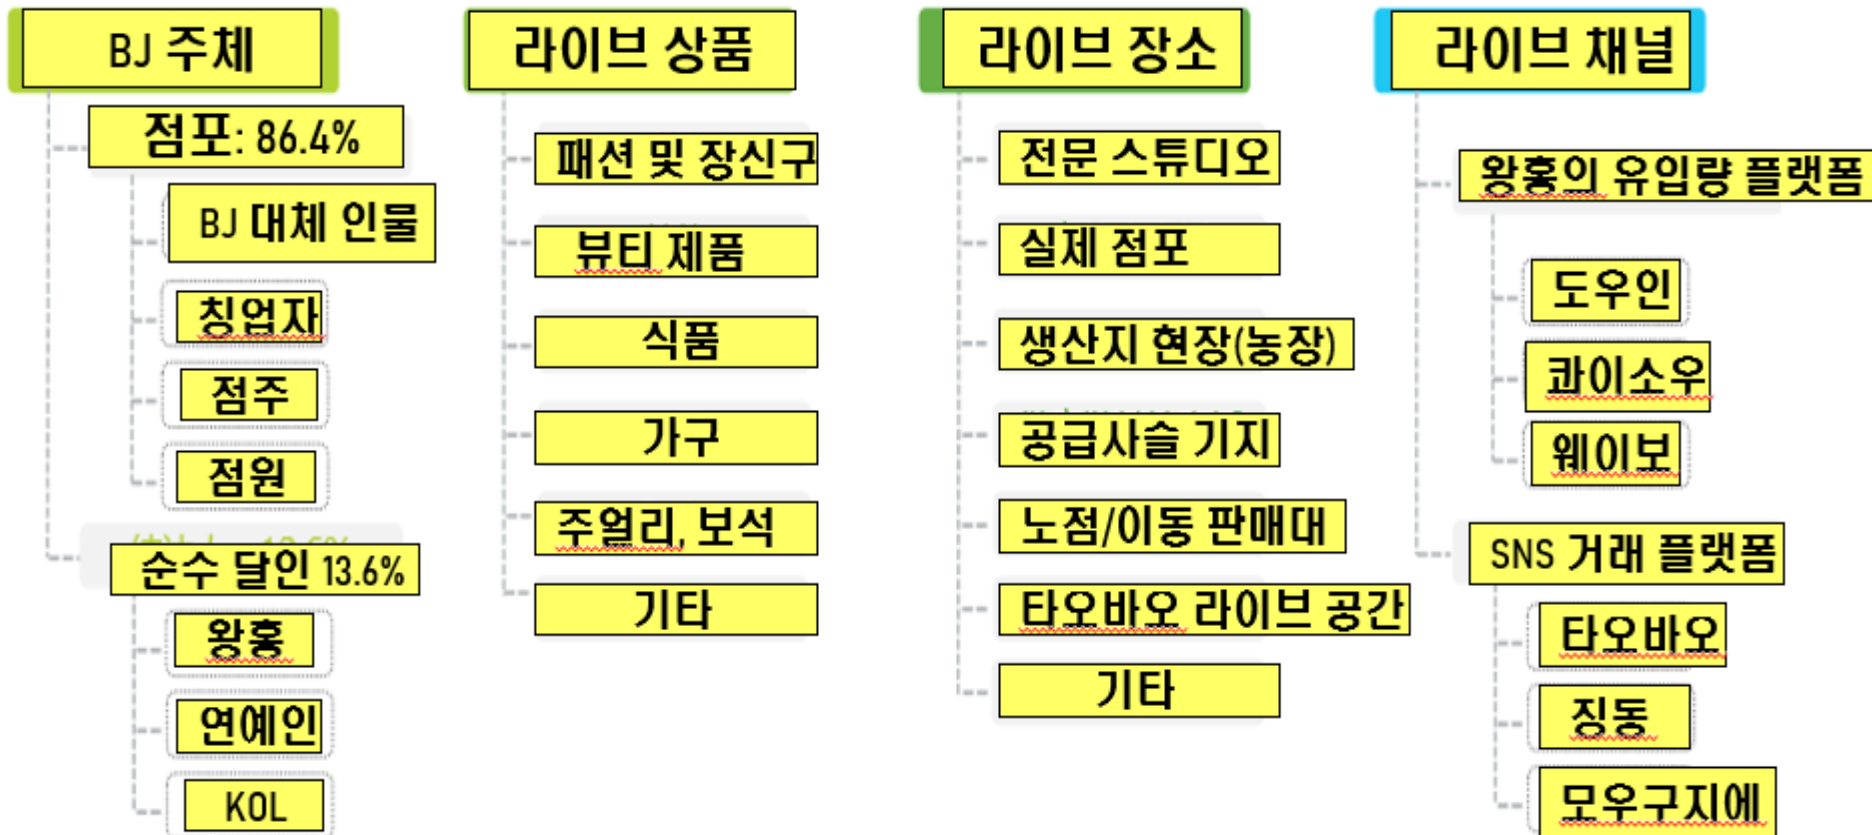 BJ 주체
점포: 86.4%
BJ 대체 인물
칭업자
점주
점원
순수 달인 13.6%
왕홍
연예인
KOL
라이브 상품
패션 및 장신구
뷰티 제품
식품
가구
주얼리, 보석
기타
라이브 장소
전문 스튜디오
실제 점포
생산지 현장(농장)
공급사슬 기지
노점/이동 판매대
타오바오 라이브 공간
기타
라이브 채널
왕홍의 유입량 플랫폼
도우인
콰이소우
웨이보
SNS 거래 플랫폼
타오바오
징동
모우구지에